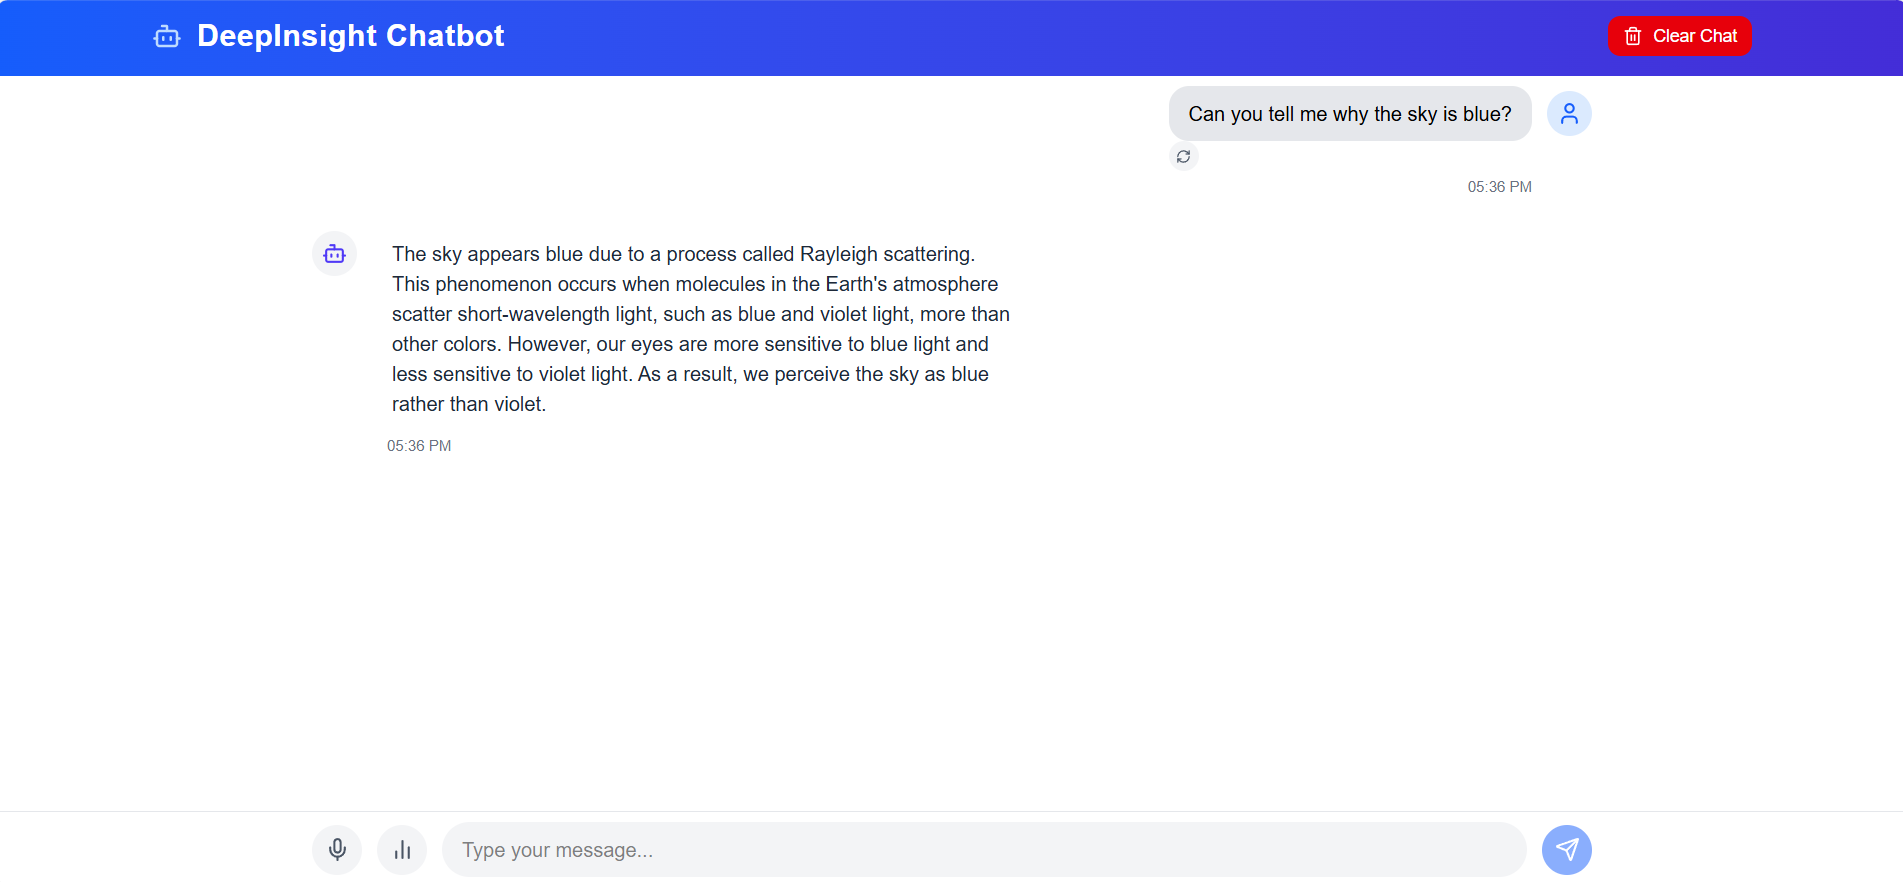 DeepInsight Chatbot
Clear Chat
Can you tell me why the sky is blue?
05:36 PM
The sky appears blue due to a process called Rayleigh scattering.
This phenomenon occurs when molecules in the Earth's atmosphere
scatter short-wavelength light, such as blue and violet light, more than
other colors. However, our eyes are more sensitive to blue light and
less sensitive to violet light. As a result, we perceive the sky as blue
rather than violet.
05:36 PM
Type your message...